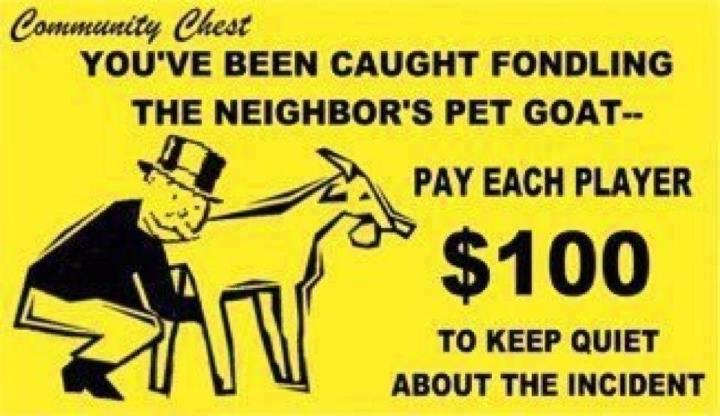 Community Chest
YOU'VE BEEN CAUGHT FONDLING
THE NEIGHBOR'S PET GOAT--
PAY EACH PLAYER
$100
TO KEEP QUIET
ABOUT THE INCIDENT